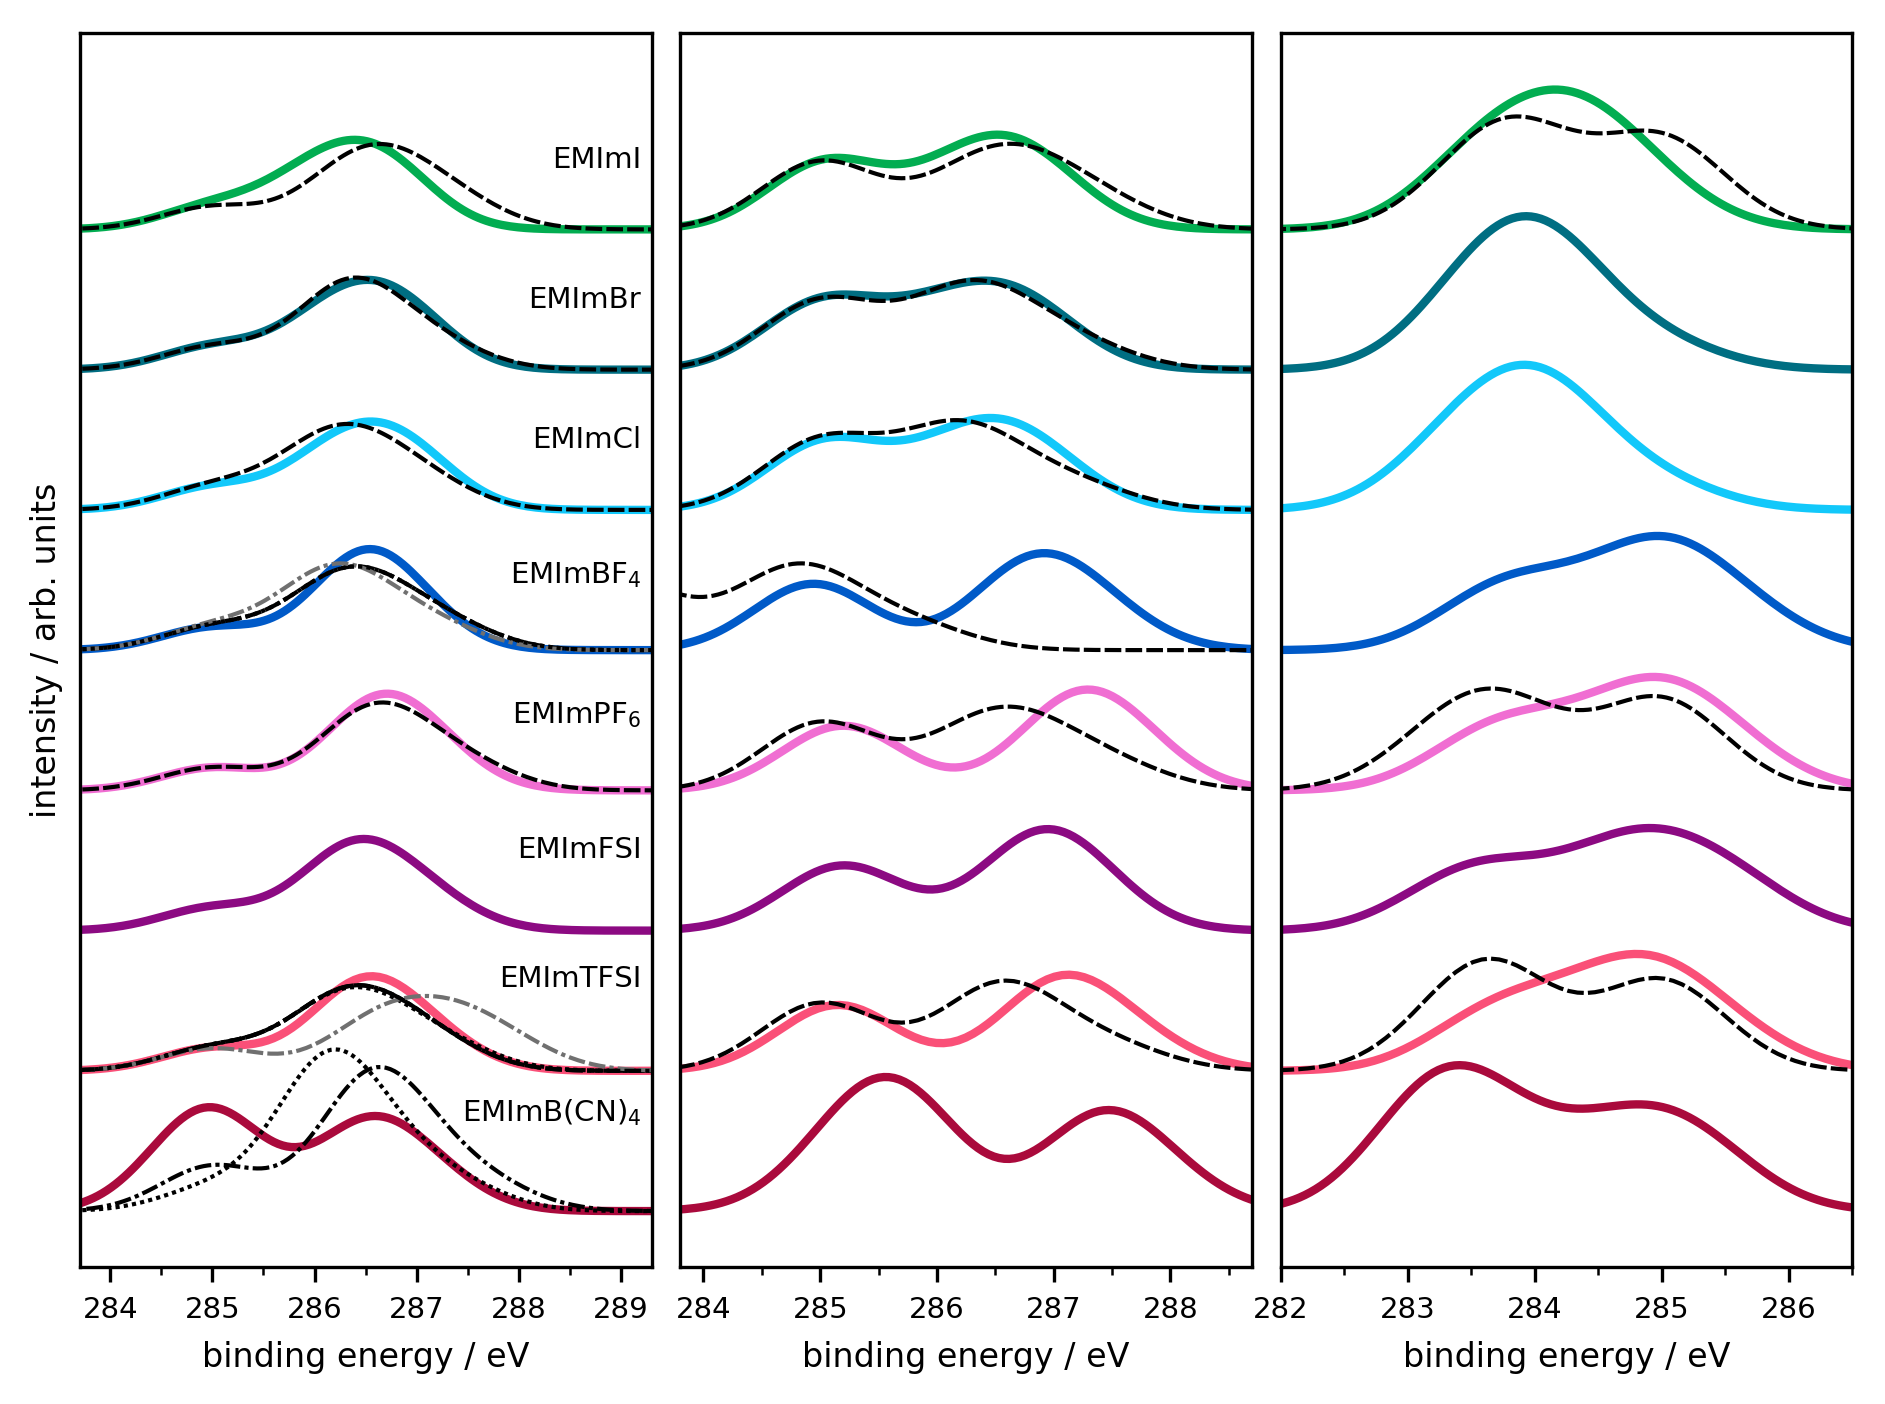 EMImI
EMImBr
EMImCl
EMImBF₄
EMImPF₆
EMImFSI
EMImTFSI
EMImB(CN)₄
intensity / arb. units
284 285 286 287 288 289
284 285 286 287 288
282 283 284 285 286
binding energy / eV
binding energy / eV
binding energy / eV